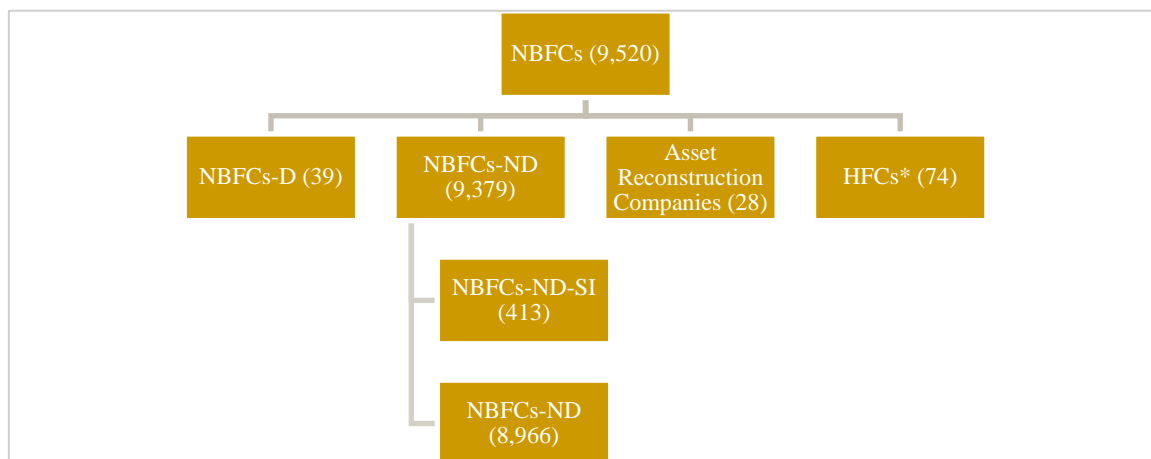 NBFCs (9,520)
NBFCs-D (39)
NBFCs-ND
(9,379)
Asset
Reconstruction
Companies (28)
HFCs* (74)
NBFCs-ND-SI
(413)
NBFCs-ND
(8,966)